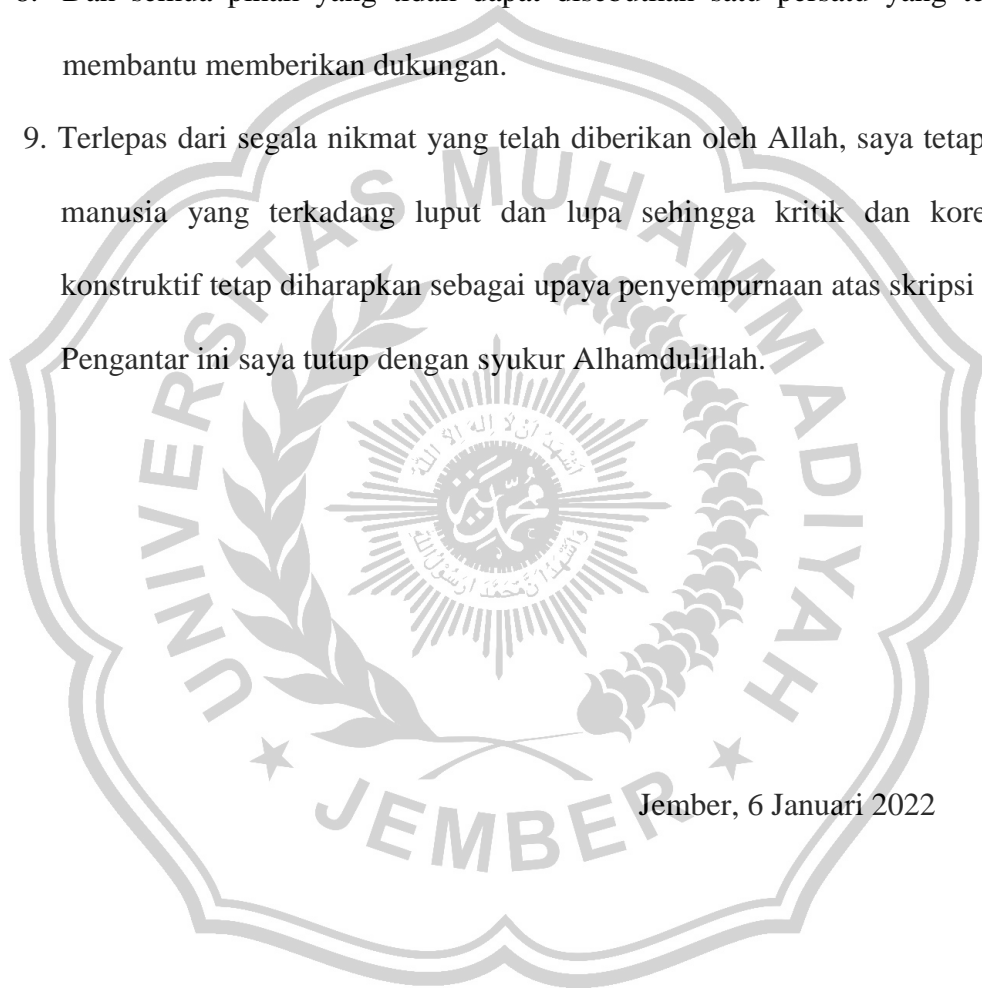 membantu memberikan dukungan.
9. Terlepas dari segala nikmat yang telah diberikan oleh Allah, saya tetap
manusia yang terkadang luput dan lupa sehingga kritik dan kore
konstruktif tetap diharapkan sebagai upaya penyempurnaan atas skripsi
Pengantar ini saya tutup dengan syukur Alhamdulillah.
UNIVERSITAS MUHAMMADIYAH
JEMBER
Jember, 6 Januari 2022